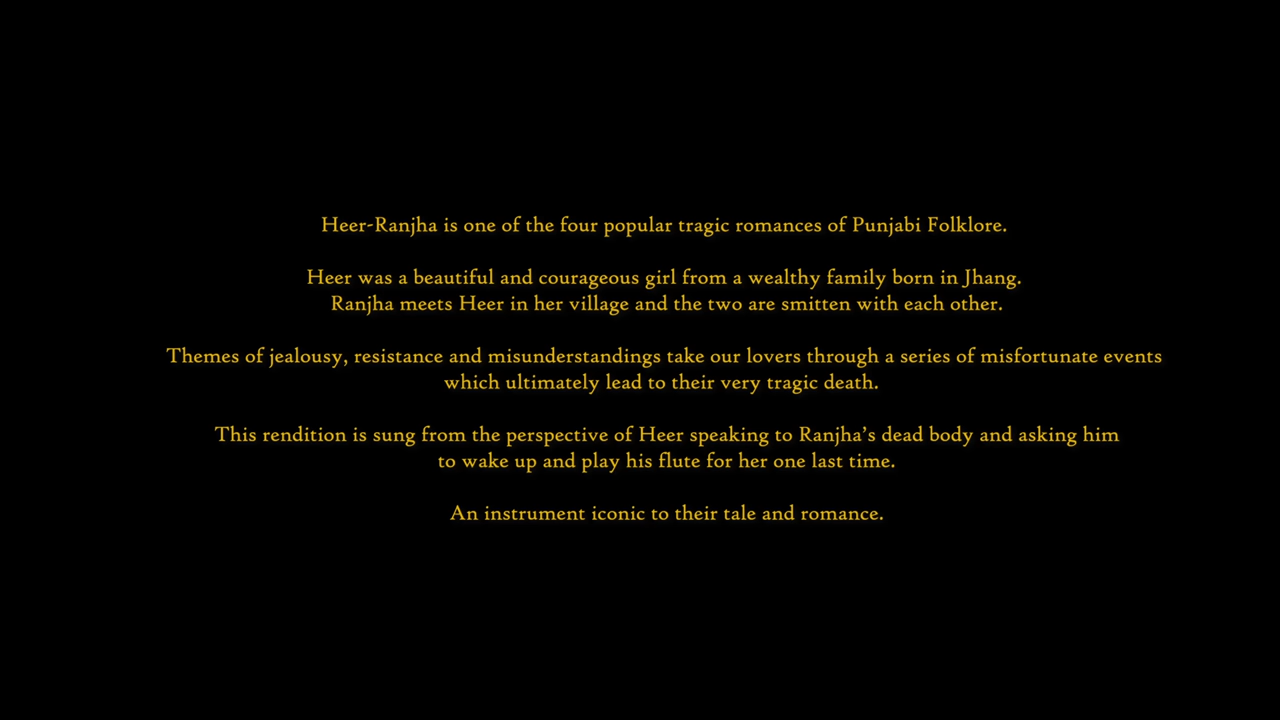 Heer-Ranjha is one of the four popular tragic romances of Punjabi Folklore.
Heer was a beautiful and courageous girl from a wealthy family born in Jhang.
Ranjha meets Heer in her village and the two are smitten with each other.
Themes of jealousy, resistance and misunderstandings take our lovers through a series of misfortunate events
which ultimately lead to their very tragic death.
This rendition is sung from the perspective of Heer speaking to Ranjha’s dead body and asking him
to wake up and play his flute for her one last time.
An instrument iconic to their tale and romance.